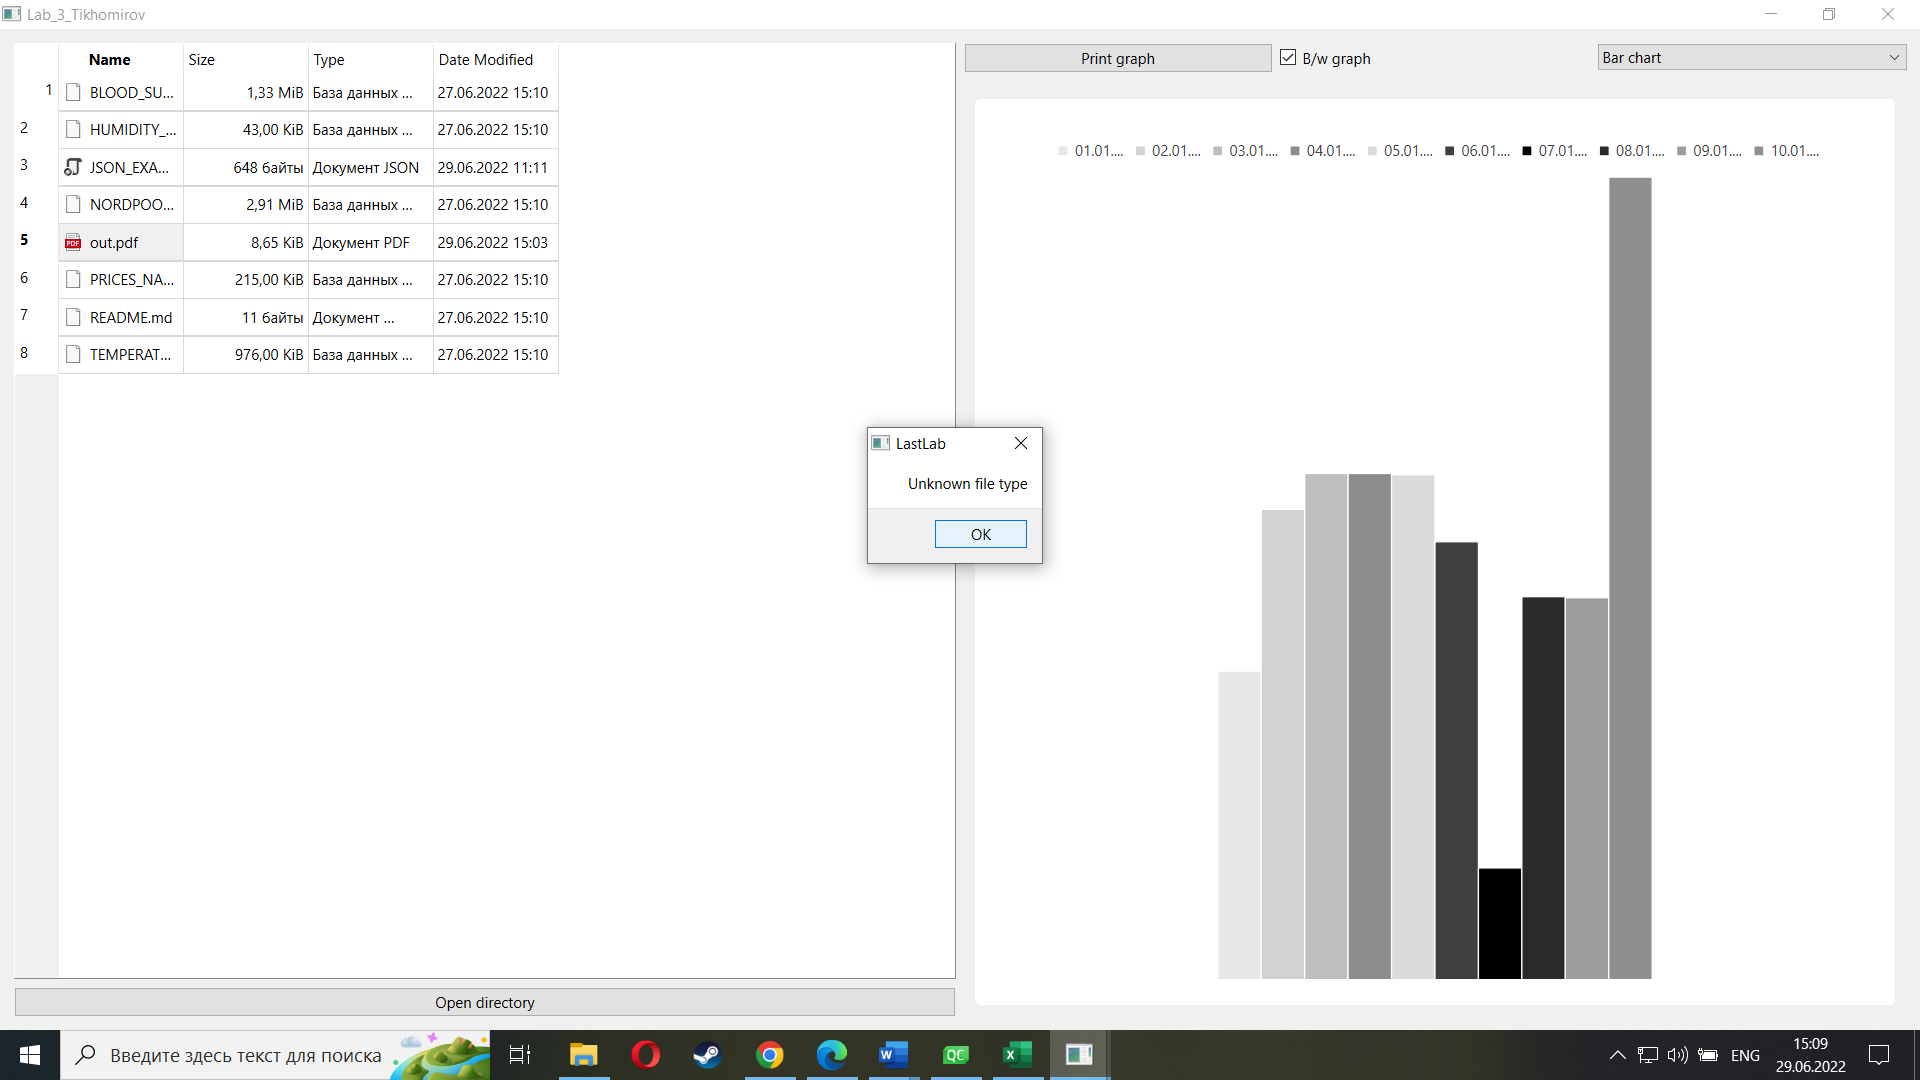 Lab_3_Tikhomirov
Name Size Type Date Modified
1 BLOOD_SU... 1,33 MiB База данных ... 27.06.2022 15:10
2 HUMIDITY_... 43,00 KiB База данных ... 27.06.2022 15:10
3 JSON_EXA... 648 байты Документ JSON 29.06.2022 11:11
4 NORDPOO... 2,91 MiB База данных ... 27.06.2022 15:10
5 out.pdf 8,65 KiB Документ PDF 29.06.2022 15:03
6 PRICES_NA... 215,00 KiB База данных ... 27.06.2022 15:10
7 README.md 11 байты Документ ... 27.06.2022 15:10
8 TEMPERAT... 976,00 KiB База данных ... 27.06.2022 15:10
Open directory
Print graph B/w graph Bar chart
01.01.... 02.01.... 03.01.... 04.01.... 05.01.... 06.01.... 07.01.... 08.01.... 09.01.... 10.01....
LastLab
Unknown file type
OK
Введите здесь текст для поиска
ENG
15:09
29.06.2022